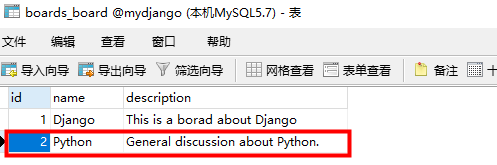 boards_board @mydjango (本机MySQL5.7) - 表
文件 编辑 查看 窗口 帮助
导入向导 导出向导 筛选向导 网格查看 表单查看 备注
id name description
1 Django This is a borad about Django
2 Python General discussion about Python.